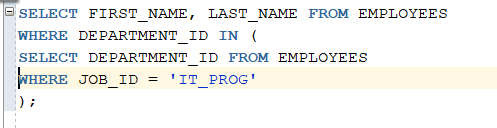 SELECT FIRST_NAME, LAST_NAME FROM EMPLOYEES
WHERE DEPARTMENT_ID IN (
SELECT DEPARTMENT_ID FROM EMPLOYEES
WHERE JOB_ID = 'IT_PROG'
);